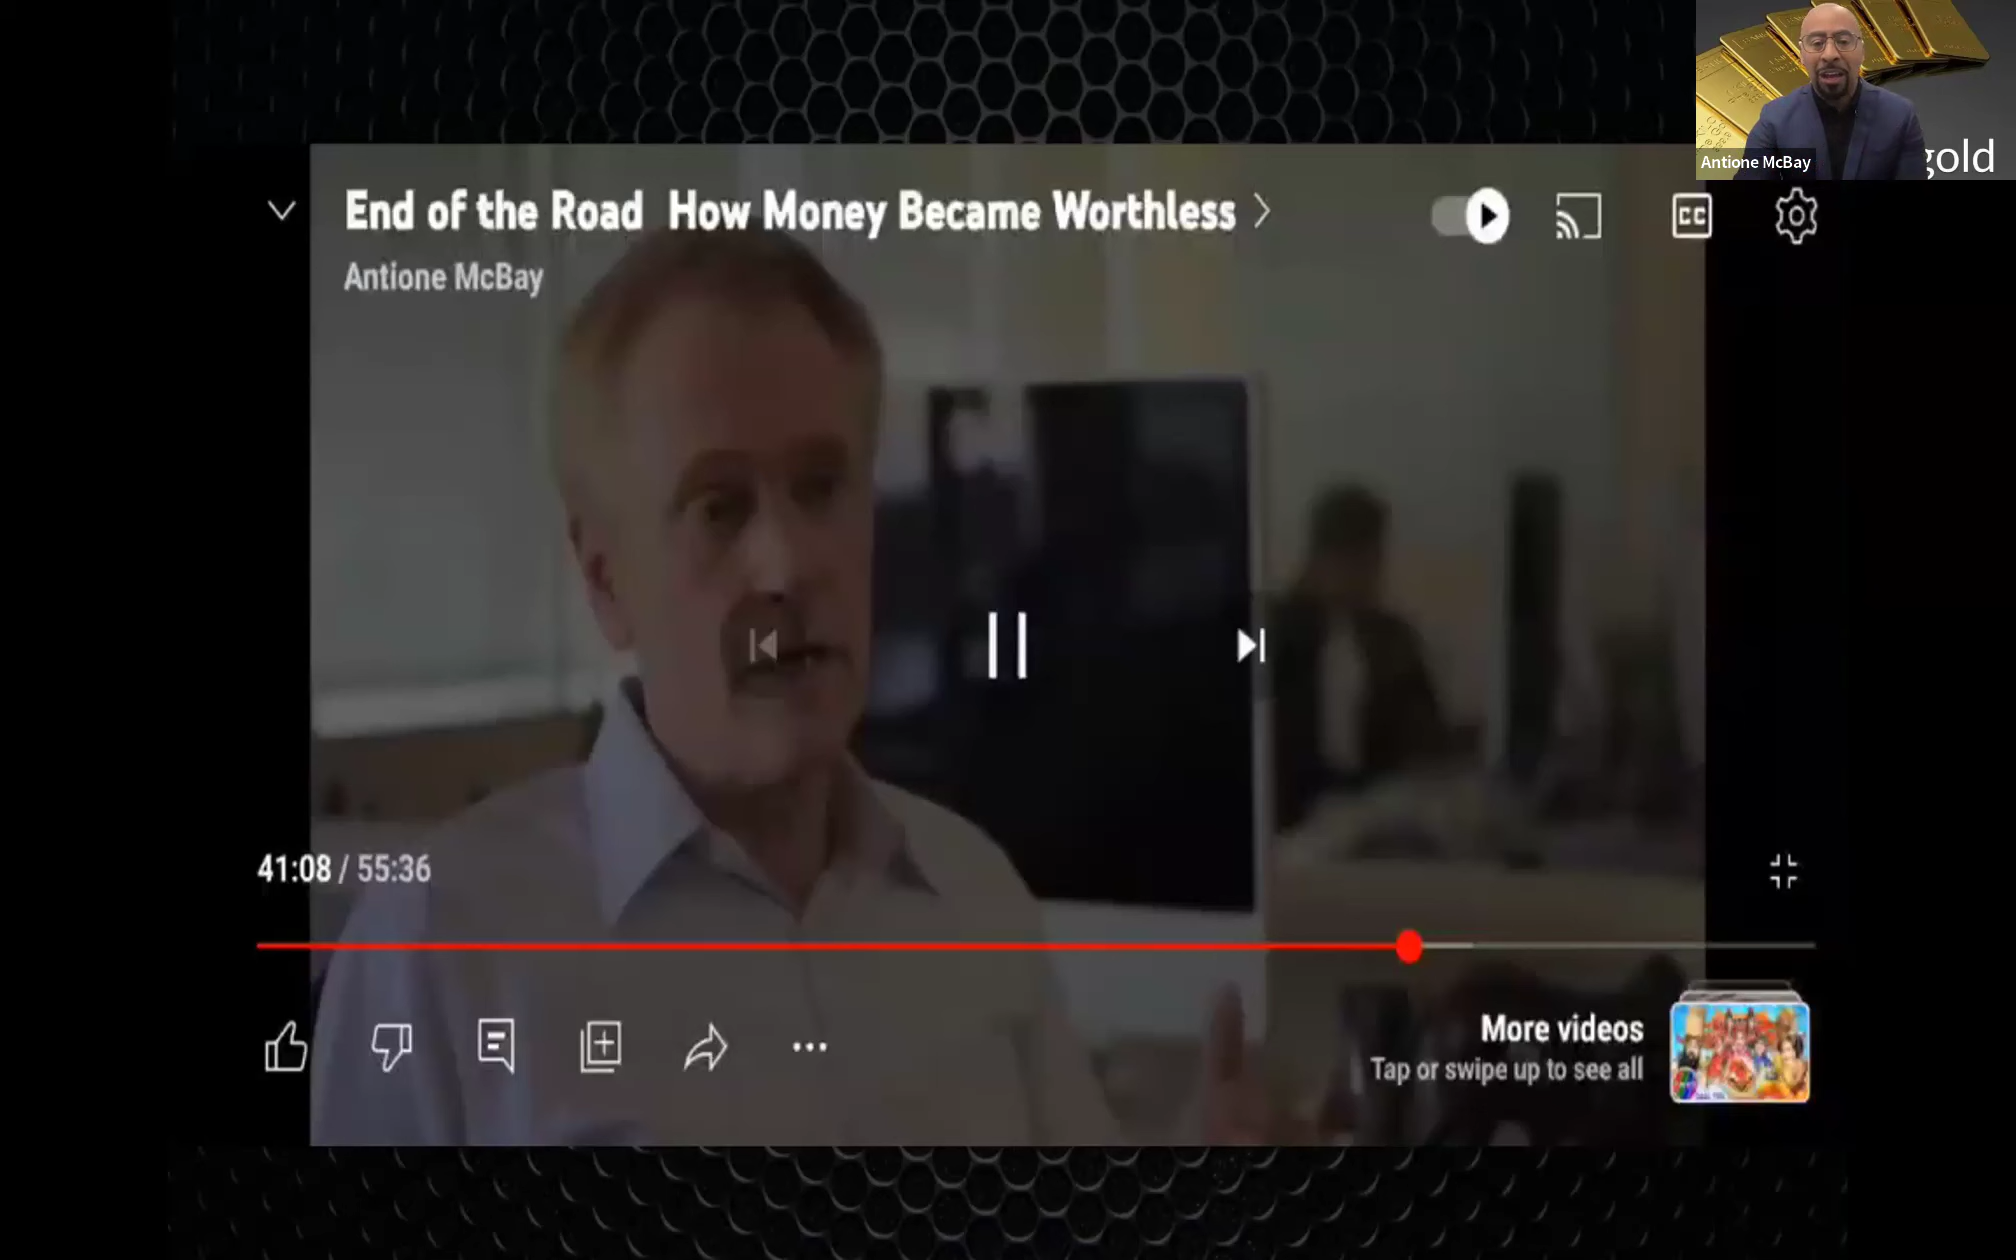 End of the Road How Money Became Worthless
Antione McBay
CC
Antione McBay
gold
41:08 / 55:36
More videos
Tap or swipe up to see all